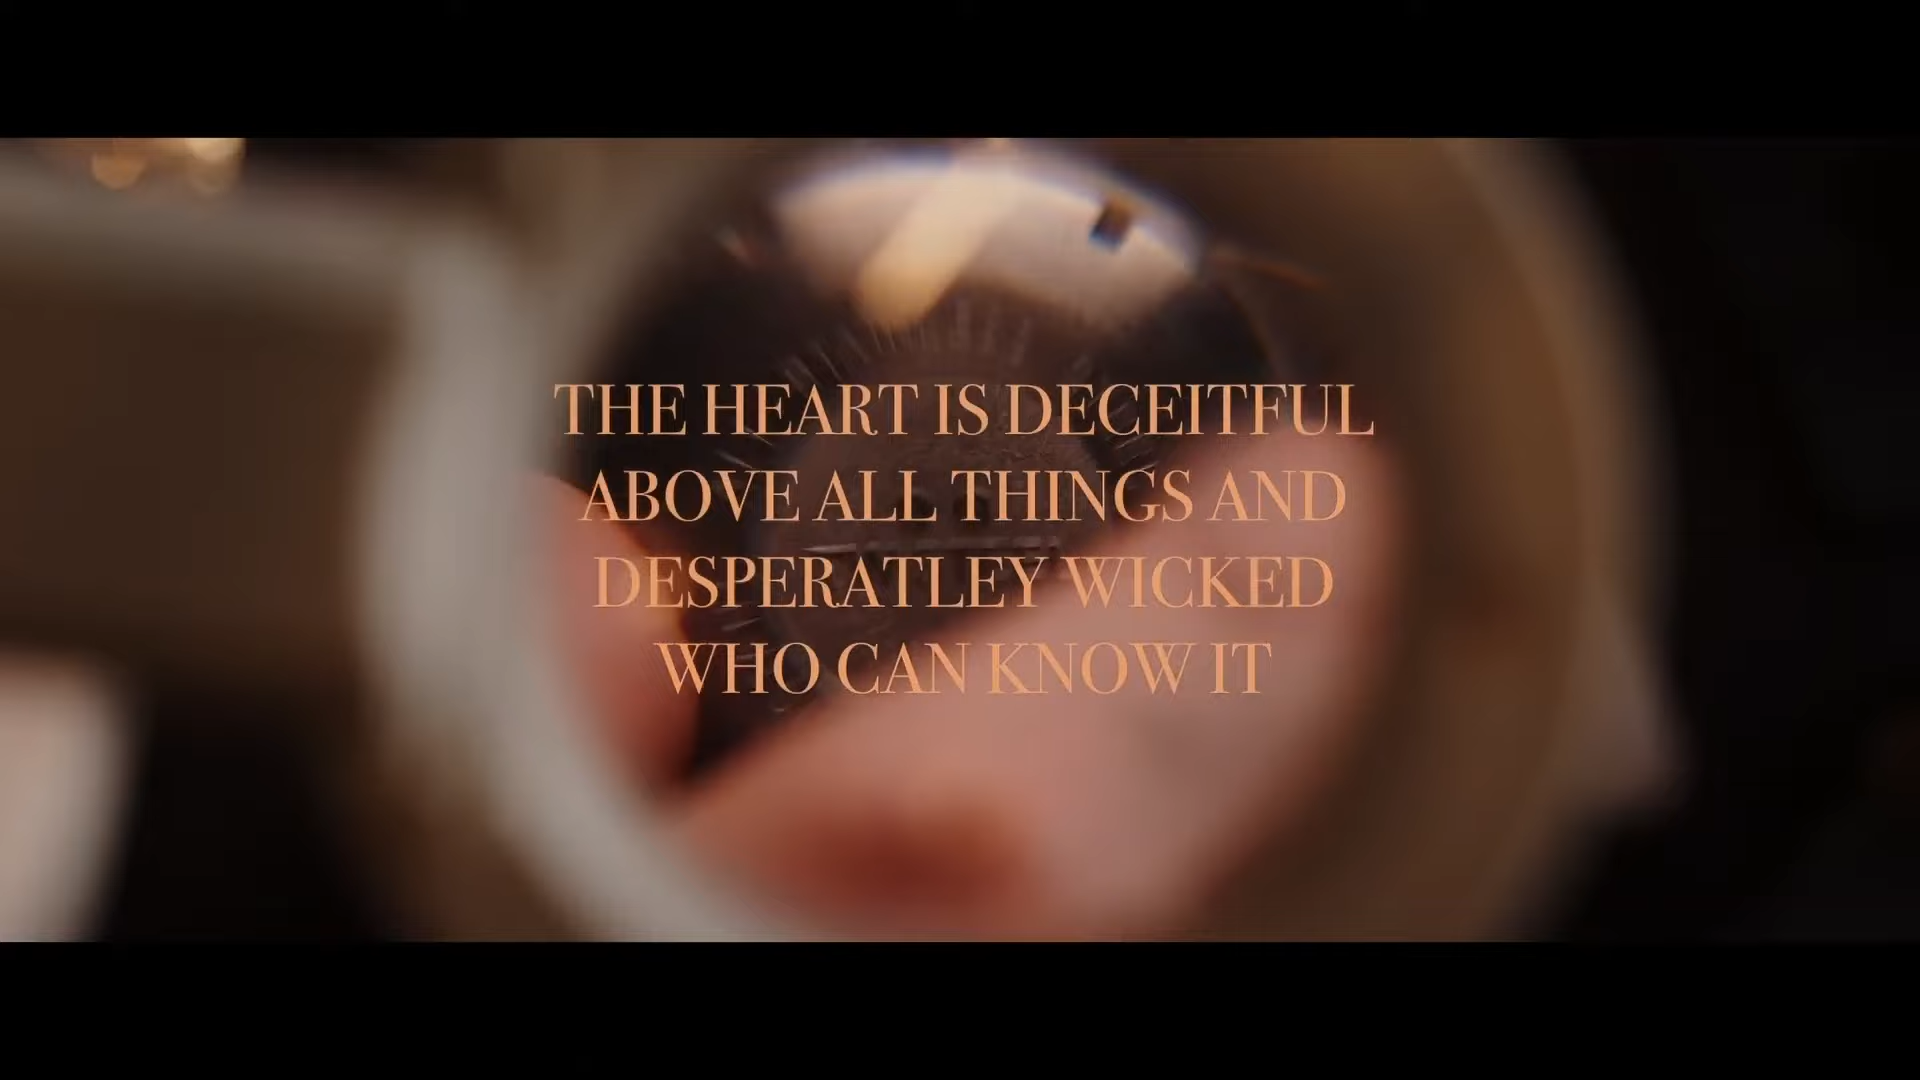 THE HEART IS DECEITFUL
ABOVE ALL THINGS AND
DESPERATLEY WICKED
WHO CAN KNOW IT